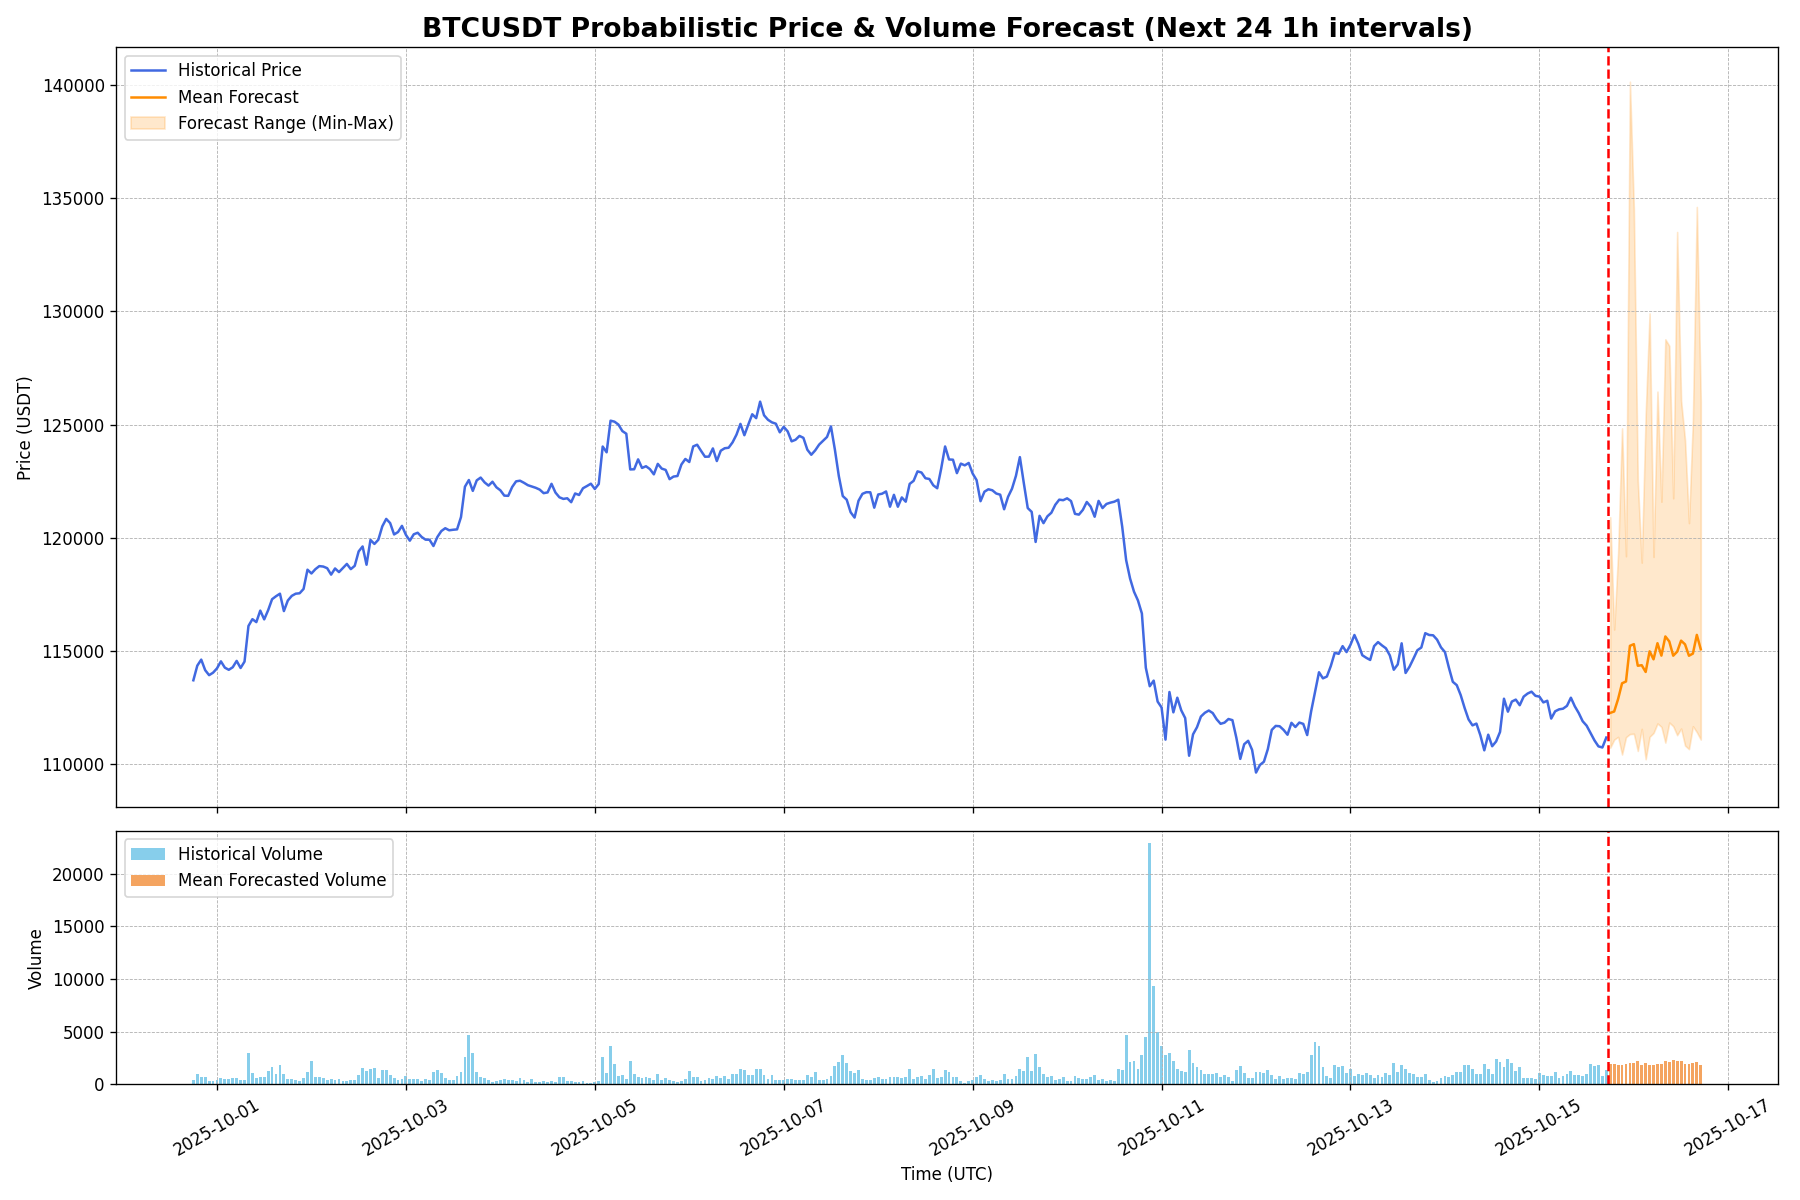 BTCUSDT Probabilistic Price & Volume Forecast (Next 24 1h intervals)
Historical Price
Mean Forecast
Forecast Range (Min-Max)
140000
135000
130000
125000
120000
115000
110000
Price (USDT)
Historical Volume
Mean Forecasted Volume
20000
15000
10000
5000
0
Volume
2025-10-01
2025-10-03
2025-10-05
2025-10-07
2025-10-09
2025-10-11
2025-10-13
2025-10-15
2025-10-17
Time (UTC)